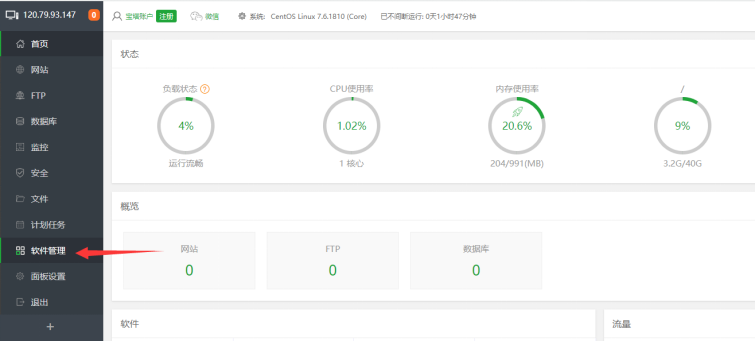 120.79.93.147 0
宝塔账户 注册 微信 系统: CentOS Linux 7.6.1810 (Core) 已不间断运行: 0天1小时47分钟
首页
网站
FTP
数据库
监控
安全
文件
计划任务
软件管理
面板设置
退出
+
状态
负载状态 ? CPU使用率 内存使用率 /
4% 1.02% 20.6% 9%
运行流畅 1 核心 204/991(MB) 3.2G/40G
概览
网站 FTP 数据库
0 0 0
软件 流量